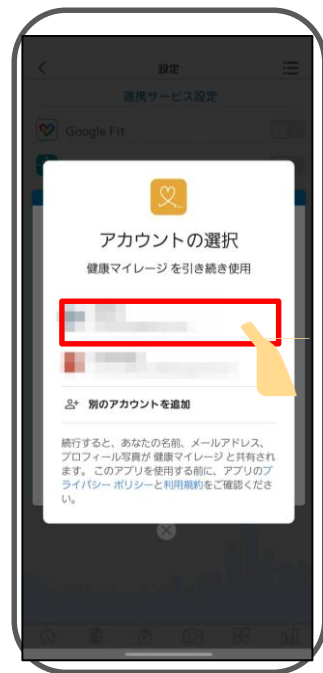 設定
連携サービス設定
Google Fit
アカウントの選択
健康マイレージ を引き続き使用
別のアカウントを追加
続行すると、あなたの名前、メールアドレス、
プロフィール写真が 健康マイレージ と共有され
ます。 このアプリを使用する前に、アプリのプ
ライバシー ポリシーと利用規約をご確認くださ
い。